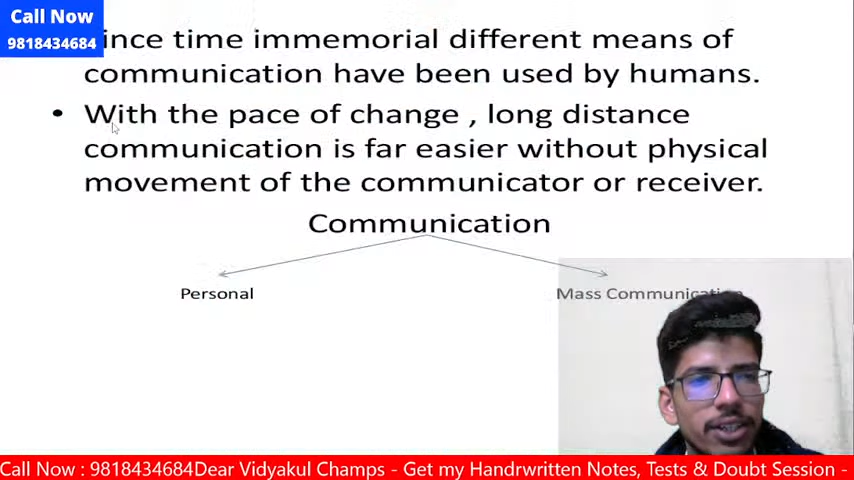 Call Now
9818434684
ince time immemorial different means of
communication have been used by humans.
• With the pace of change , long distance
communication is far easier without physical
movement of the communicator or receiver.
Communication
Personal
Mass Communication
Call Now : 9818434684Dear Vidyakul Champs - Get my Handrwritten Notes, Tests & Doubt Session -